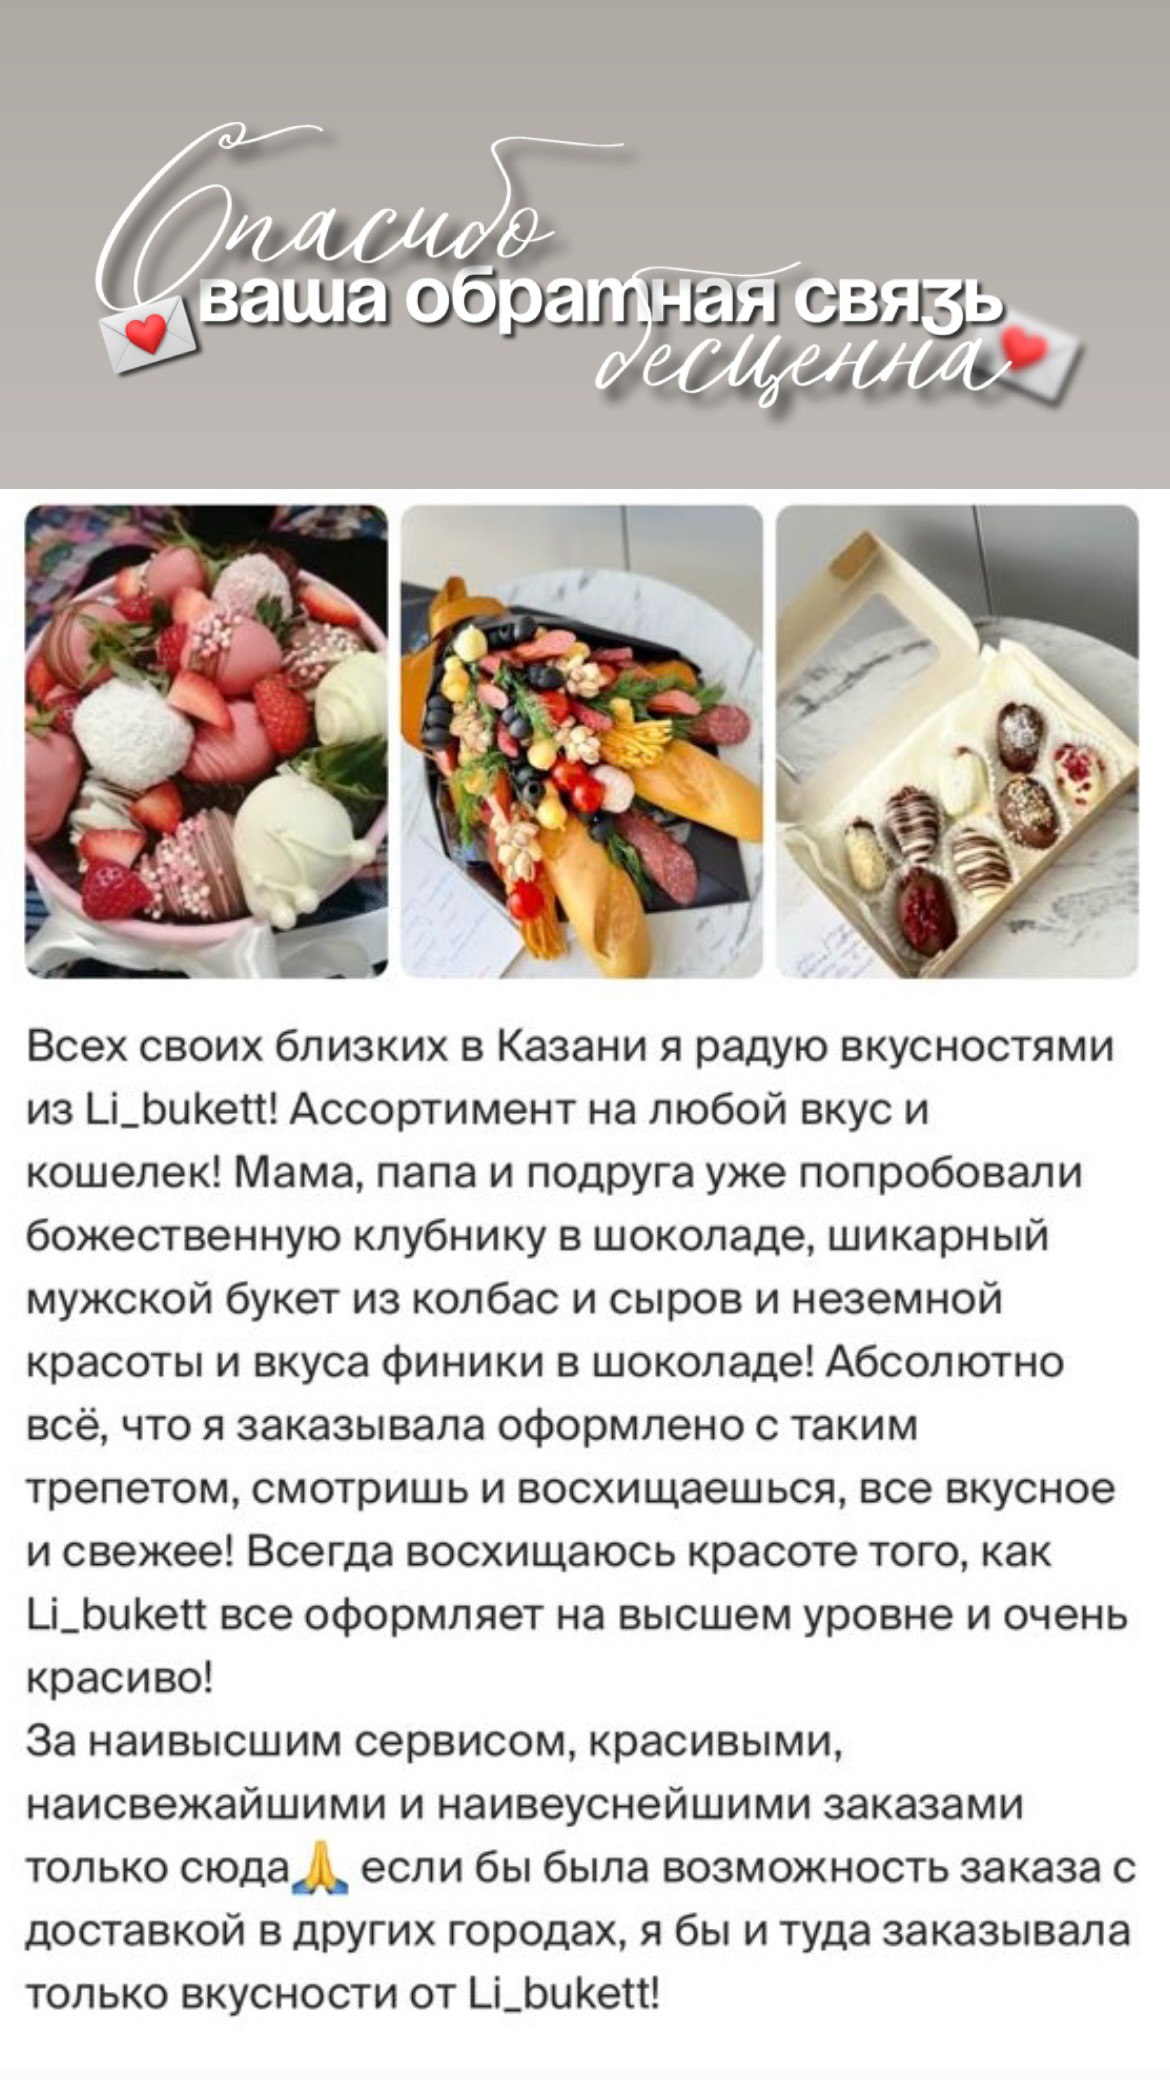 Спасибо
ваша обратная связь
бесценна
Всех своих близких в Казани я радую вкусностями
из Li_bukett! Ассортимент на любой вкус и
кошелек! Мама, папа и подруга уже попробовали
божественную клубнику в шоколаде, шикарный
мужской букет из колбас и сыров и неземной
красоты и вкуса финики в шоколаде! Абсолютно
всё, что я заказывала оформлено с таким
трепетом, смотришь и восхищаешься, все вкусное
и свежее! Всегда восхищаюсь красоте того, как
Li_bukett все оформляет на высшем уровне и очень
красиво!
За наивысшим сервисом, красивыми,
наисвежайшими и наивеуснейшими заказами
только сюда🙏 если бы была возможность заказа с
доставкой в других городах, я бы и туда заказывала
только вкусности от Li_bukett!